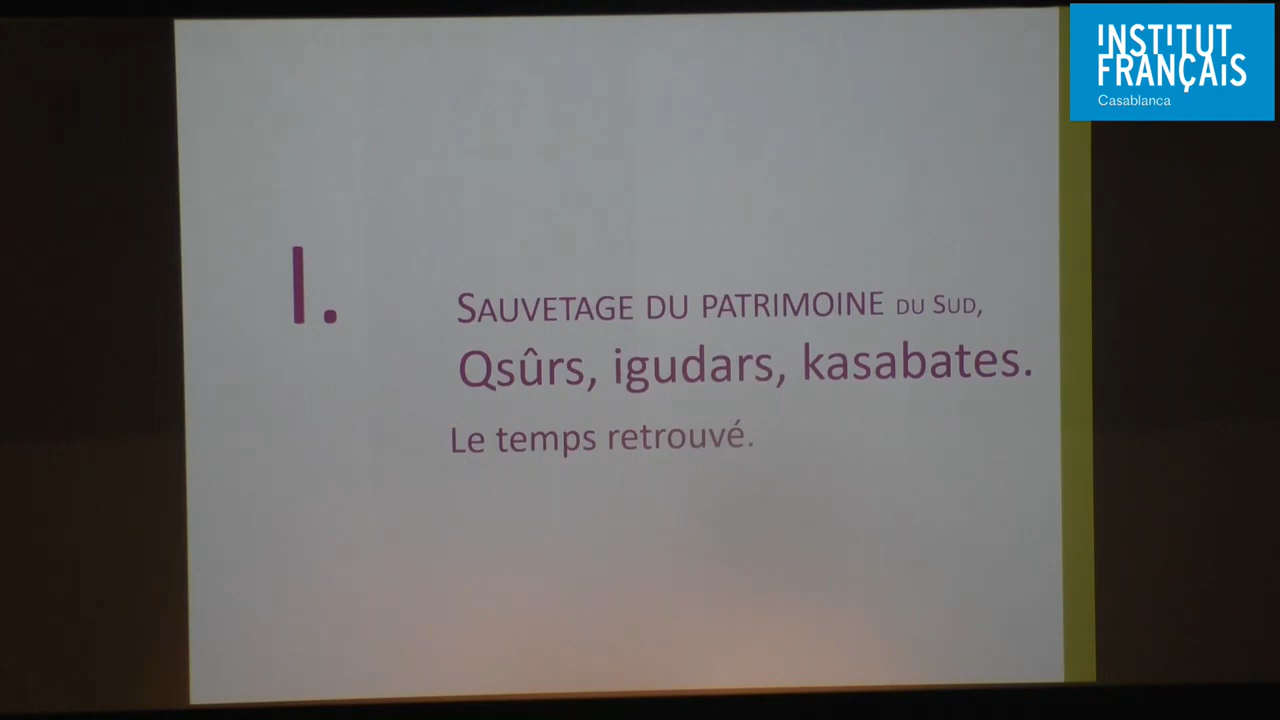 INSTITUT
FRANÇAIS
Casablanca
I.
SAUVETAGE DU PATRIMOINE DU SUD,
Qsûrs, igudars, kasabates.
Le temps retrouvé.